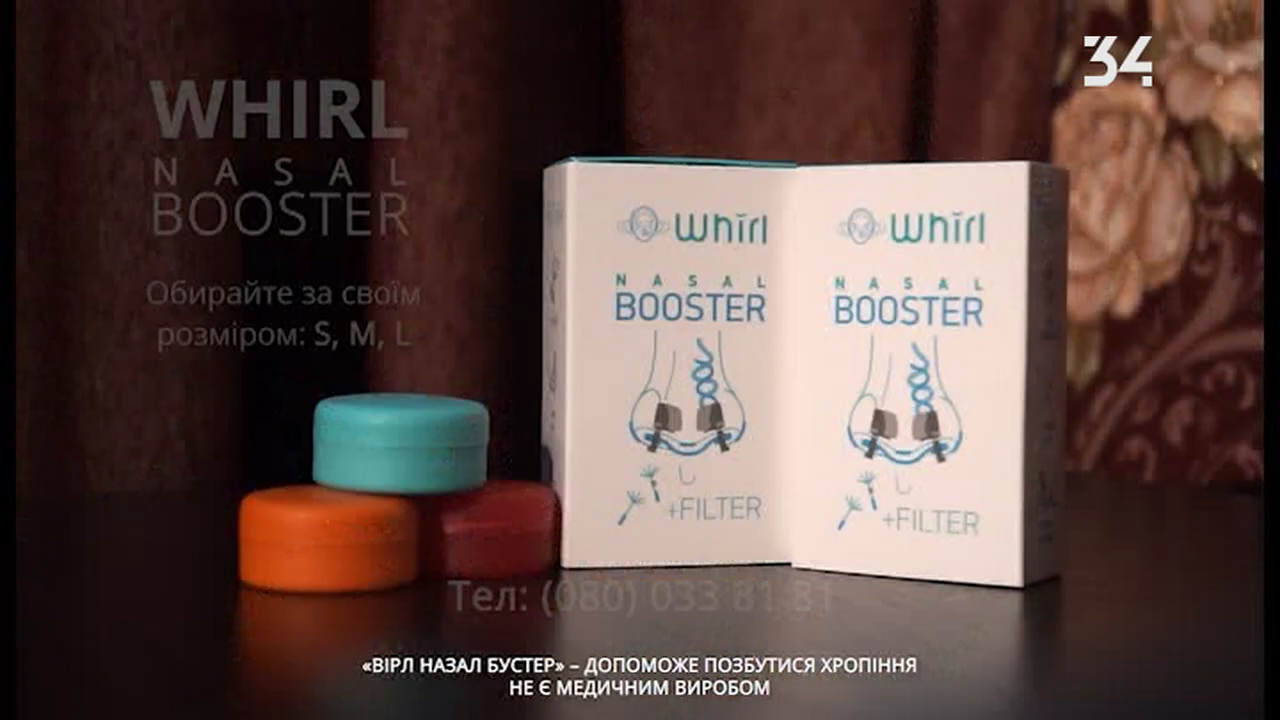 34
WHIRL
NASAL
BOOSTER
Обирайте за своїм
розміром: S, M, L
whirl
NASAL
BOOSTER
+FILTER
whirl
NASAL
BOOSTER
+FILTER
Тел: (080) 033 81 81
«ВІРЛ НАЗАЛ БУСТЕР» – ДОПОМОЖЕ ПОЗБУТИСЯ ХРОПІННЯ
НЕ Є МЕДИЧНИМ ВИРОБОМ